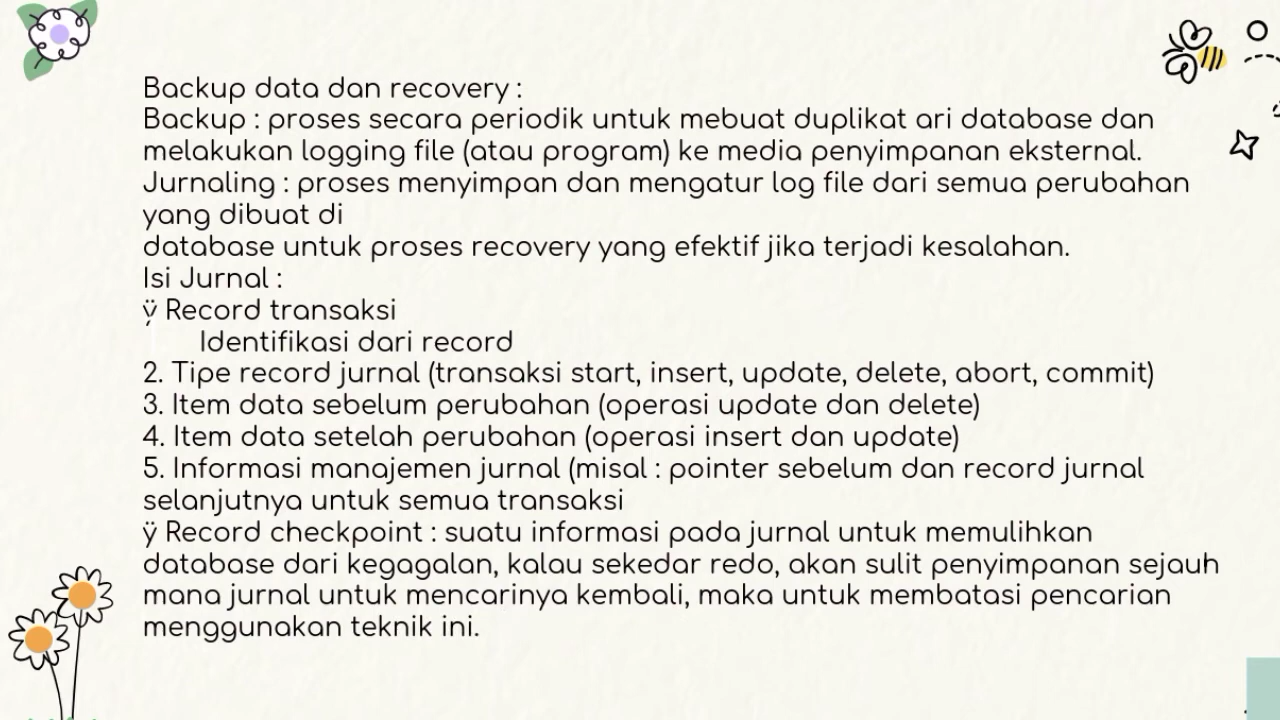 Backup data dan recovery :
Backup : proses secara periodik untuk mebuat duplikat ari database dan
melakukan logging file (atau program) ke media penyimpanan eksternal.
Jurnaling : proses menyimpan dan mengatur log file dari semua perubahan
yang dibuat di
database untuk proses recovery yang efektif jika terjadi kesalahan.
Isi Jurnal :
ÿ Record transaksi
Identifikasi dari record
2. Tipe record jurnal (transaksi start, insert, update, delete, abort, commit)
3. Item data sebelum perubahan (operasi update dan delete)
4. Item data setelah perubahan (operasi insert dan update)
5. Informasi manajemen jurnal (misal : pointer sebelum dan record jurnal
selanjutnya untuk semua transaksi
ÿ Record checkpoint : suatu informasi pada jurnal untuk memulihkan
database dari kegagalan, kalau sekedar redo, akan sulit penyimpanan sejauh
mana jurnal untuk mencarinya kembali, maka untuk membatasi pencarian
menggunakan teknik ini.